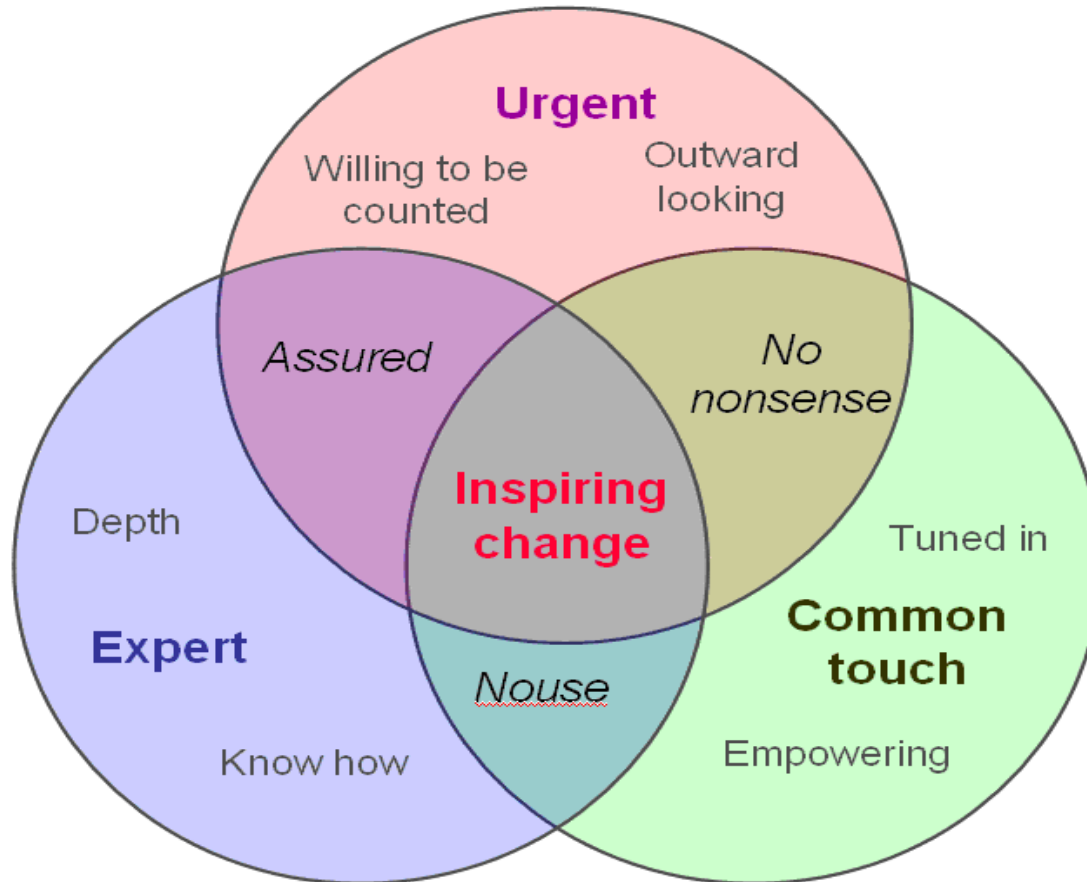 Urgent
Willing to be
counted
Outward
looking
Assured
No
nonsense
Inspiring
change
Depth
Expert
Know how
Tuned in
Common
touch
Nouse
Empowering